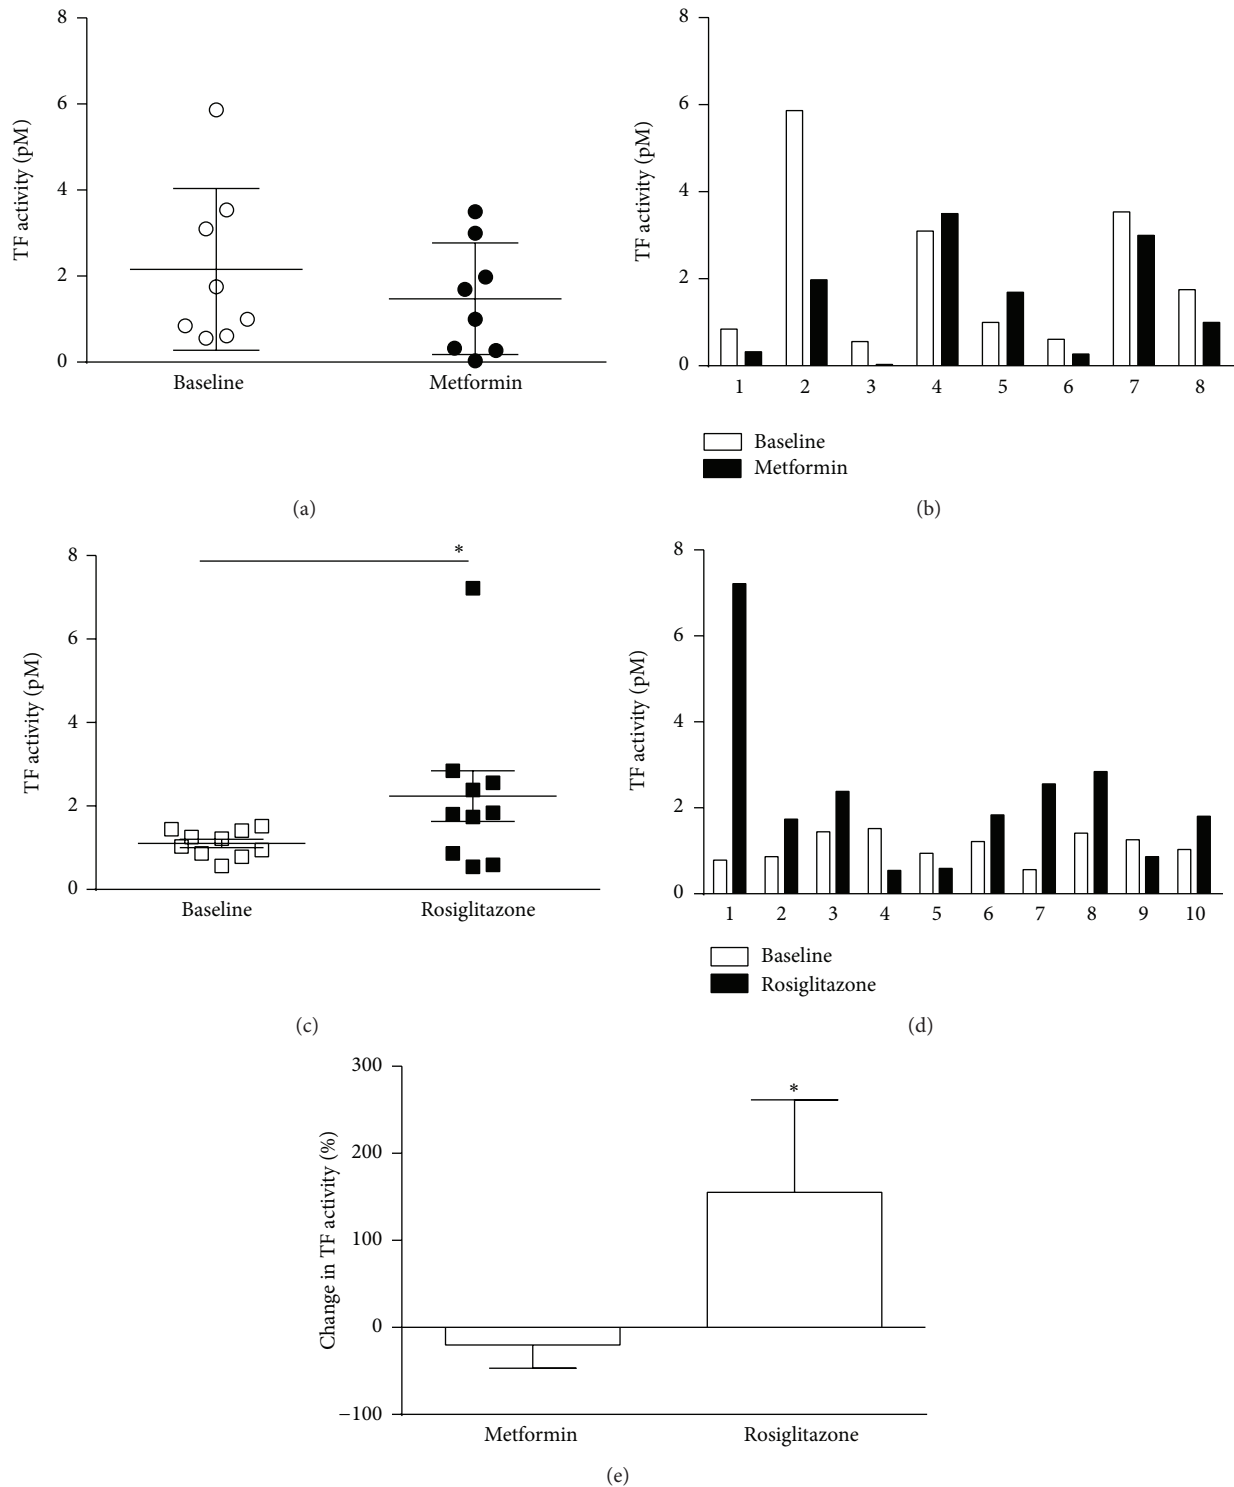 8
6
4
2
0
TF activity (pM)
Baseline
Metformin
(a)
8
6
4
2
0
TF activity (pM)
1 2 3 4 5 6 7 8
Baseline
Metformin
(b)
*
8
6
4
2
0
TF activity (pM)
Baseline
Rosiglitazone
(c)
8
6
4
2
0
TF activity (pM)
1 2 3 4 5 6 7 8 9 10
Baseline
Rosiglitazone
(d)
300
200
100
0
−100
Change in TF activity (%)
*
Metformin
Rosiglitazone
(e)